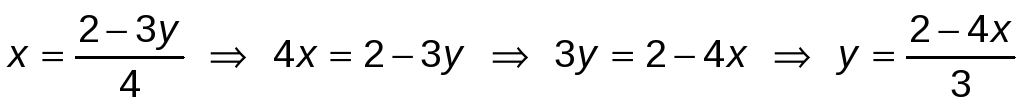 x = (2 – 3y)/4 ⇒ 4x = 2 – 3y ⇒ 3y = 2 – 4x ⇒ y = (2 – 4x)/3